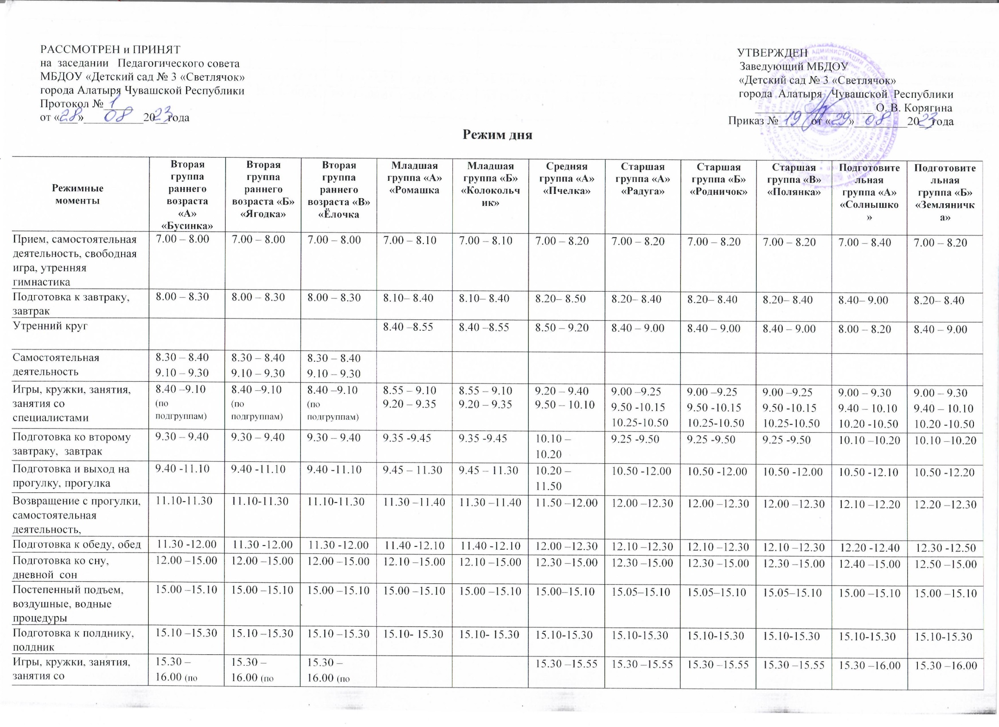 РАССМОТРЕН и ПРИНЯТ
на заседании Педагогического совета
МБДОУ «Детский сад № 3 «Светлячок»
города Алатыря Чувашской Республики
Протокол № 1
от «28» 08 2023 года
УТВЕРЖДЕН
Заведующий МБДОУ
«Детский сад № 3 «Светлячок»
города Алатыря Чувашской Республики
О. В. Корягина
Приказ № 19 от «29» 08 2023 года
Режим дня
Режимные моменты | Вторая группа раннего возраста «А» «Бусинка» | Вторая группа раннего возраста «Б» «Ягодка» | Вторая группа раннего возраста «В» «Ёлочка | Младшая группа «А» «Ромашка | Младшая группа «Б» «Колокольчик» | Средняя группа «А» «Пчелка» | Старшая группа «А» «Радуга» | Старшая группа «Б» «Родничок» | Старшая группа «В» «Полянка» | Подготовительная группа «А» «Солнышко» | Подготовительная группа «Б» «Земляничка»
Прием, самостоятельная деятельность, свободная игра, утренняя гимнастика | 7.00 – 8.00 | 7.00 – 8.00 | 7.00 – 8.00 | 7.00 – 8.10 | 7.00 – 8.10 | 7.00 – 8.20 | 7.00 – 8.20 | 7.00 – 8.20 | 7.00 – 8.20 | 7.00 – 8.40 | 7.00 – 8.20
Подготовка к завтраку, завтрак | 8.00 – 8.30 | 8.00 – 8.30 | 8.00 – 8.30 | 8.10– 8.40 | 8.10– 8.40 | 8.20– 8.50 | 8.20– 8.40 | 8.20– 8.40 | 8.20– 8.40 | 8.40– 9.00 | 8.20– 8.40
Утренний круг | | | | 8.40 –8.55 | 8.40 –8.55 | 8.50 – 9.20 | 8.40 – 9.00 | 8.40 – 9.00 | 8.40 – 9.00 | 8.00 – 8.20 | 8.40 – 9.00
Самостоятельная деятельность | 8.30 – 8.40 9.10 – 9.30 | 8.30 – 8.40 9.10 – 9.30 | 8.30 – 8.40 9.10 – 9.30
Игры, кружки, занятия, занятия со специалистами | 8.40 –9.10 (по подгруппам) | 8.40 –9.10 (по подгруппам) | 8.40 –9.10 (по подгруппам) | 8.55 – 9.10 9.20 – 9.35 | 8.55 – 9.10 9.20 – 9.35 | 9.20 – 9.40 9.50 – 10.10 | 9.00 –9.25 9.50 -10.15 10.25-10.50 | 9.00 –9.25 9.50 -10.15 10.25-10.50 | 9.00 –9.25 9.50 -10.15 10.25-10.50 | 9.00 – 9.30 9.40 – 10.10 10.20 -10.50 | 9.00 – 9.30 9.40 – 10.10 10.20 -10.50
Подготовка ко второму завтраку, завтрак | 9.30 – 9.40 | 9.30 – 9.40 | 9.30 – 9.40 | 9.35 -9.45 | 9.35 -9.45 | 10.10 – 10.20 | 9.25 -9.50 | 9.25 -9.50 | 9.25 -9.50 | 10.10 –10.20 | 10.10 –10.20
Подготовка и выход на прогулку, прогулка | 9.40 -11.10 | 9.40 -11.10 | 9.40 -11.10 | 9.45 – 11.30 | 9.45 – 11.30 | 10.20 – 11.50 | 10.50 -12.00 | 10.50 -12.00 | 10.50 -12.00 | 10.50 -12.10 | 10.50 -12.20
Возвращение с прогулки, самостоятельная деятельность, | 11.10-11.30 | 11.10-11.30 | 11.10-11.30 | 11.30 –11.40 | 11.30 –11.40 | 11.50 –12.00 | 12.00 –12.30 | 12.00 –12.30 | 12.00 –12.30 | 12.10 –12.20 | 12.20 –12.30
Подготовка к обеду, обед | 11.30 -12.00 | 11.30 -12.00 | 11.30 -12.00 | 11.40 -12.10 | 11.40 -12.10 | 12.00 –12.30 | 12.10 –12.30 | 12.10 –12.30 | 12.10 –12.30 | 12.20 -12.40 | 12.30 -12.50
Подготовка ко сну, дневной сон | 12.00 –15.00 | 12.00 –15.00 | 12.00 –15.00 | 12.10 –15.00 | 12.10 –15.00 | 12.30 –15.00 | 12.30 –15.00 | 12.30 –15.00 | 12.30 –15.00 | 12.40 –15.00 | 12.50 –15.00
Постепенный подъем, воздушные, водные процедуры | 15.00 –15.10 | 15.00 –15.10 | 15.00 –15.10 | 15.00 –15.10 | 15.00 –15.10 | 15.00–15.10 | 15.05–15.10 | 15.05–15.10 | 15.05–15.10 | 15.00 –15.10 | 15.00 –15.10
Подготовка к полднику, полдник | 15.10 –15.30 | 15.10 –15.30 | 15.10 –15.30 | 15.10- 15.30 | 15.10- 15.30 | 15.10-15.30 | 15.10-15.30 | 15.10-15.30 | 15.10-15.30 | 15.10-15.30 | 15.10-15.30
Игры, кружки, занятия, занятия со | 15.30 – 16.00 (по | 15.30 – 16.00 (по | 15.30 – 16.00 (по | | | 15.30 –15.55 | 15.30 –15.55 | 15.30 –15.55 | 15.30 –15.55 | 15.30 –16.00 | 15.30 –16.00